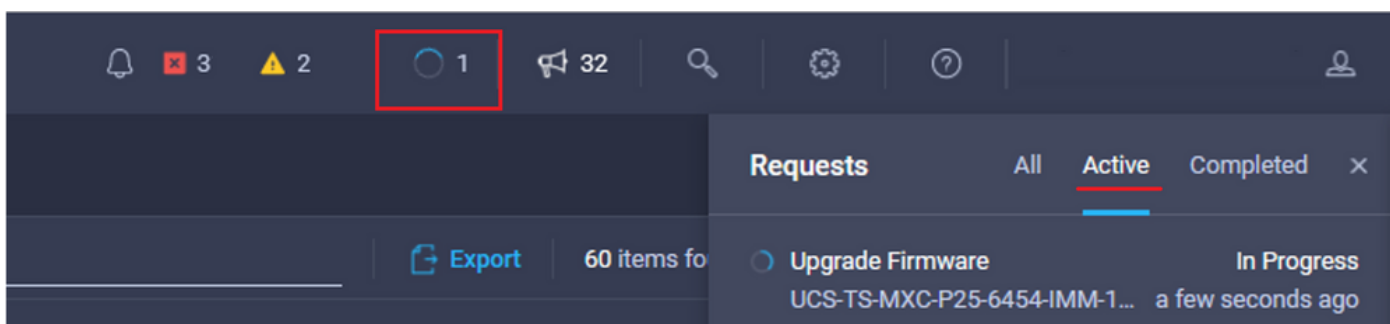 3 2 1 32
Requests All Active Completed
Export 60 items fo
Upgrade Firmware In Progress
UCS-TS-MXC-P25-6454-IMM-1... a few seconds ago